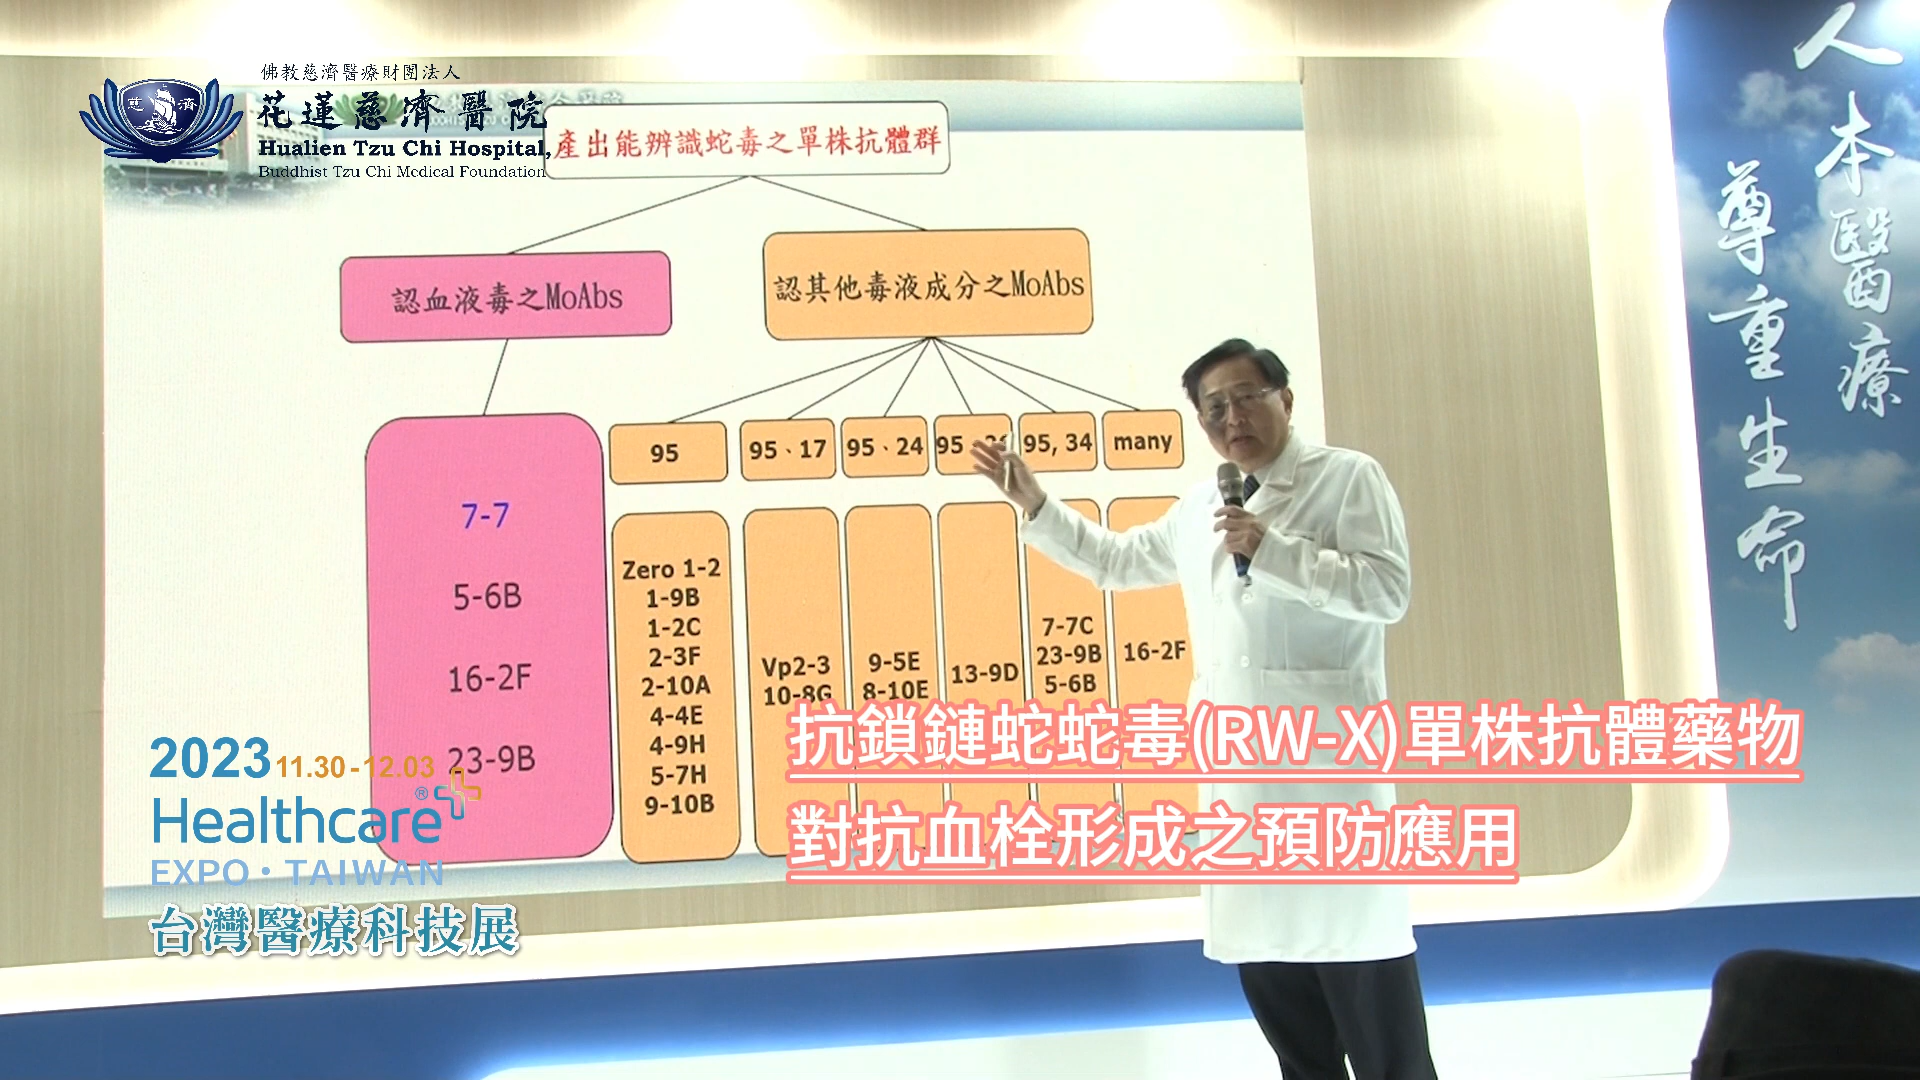 佛教慈濟醫療財團法人
花蓮慈濟醫院
Hualien Tzu Chi Hospital,
Buddhist Tzu Chi Medical Foundation
慈 濟
產出能辨識蛇毒之單株抗體群
認血液毒之MoAbs
認其他毒液成分之MoAbs
95
95、17
95、24
95
95, 34
many
7-7
5-6B
16-2F
23-9B
Zero 1-2
1-9B
1-2C
2-3F
2-10A
4-4E
4-9H
5-7H
9-10B
Vp2-3
10-8G
9-5E
8-10E
13-9D
7-7C
23-9B
5-6B
16-2F
人本醫療
尊重生命
抗鎖鏈蛇蛇毒(RW-X)單株抗體藥物
對抗血栓形成之預防應用
2023 11.30-12.03
Healthcare®
EXPO・TAIWAN
台灣醫療科技展